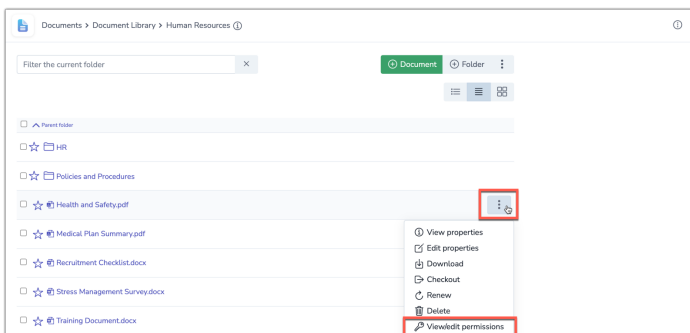 Documents > Document Library > Human Resources
Filter the current folder
Document
Folder
Parent folder
HR
Policies and Procedures
Health and Safety.pdf
Medical Plan Summary.pdf
Recruitment Checklist.docx
Stress Management Survey.docx
Training Document.docx
View properties
Edit properties
Download
Checkout
Renew
Delete
View/edit permissions